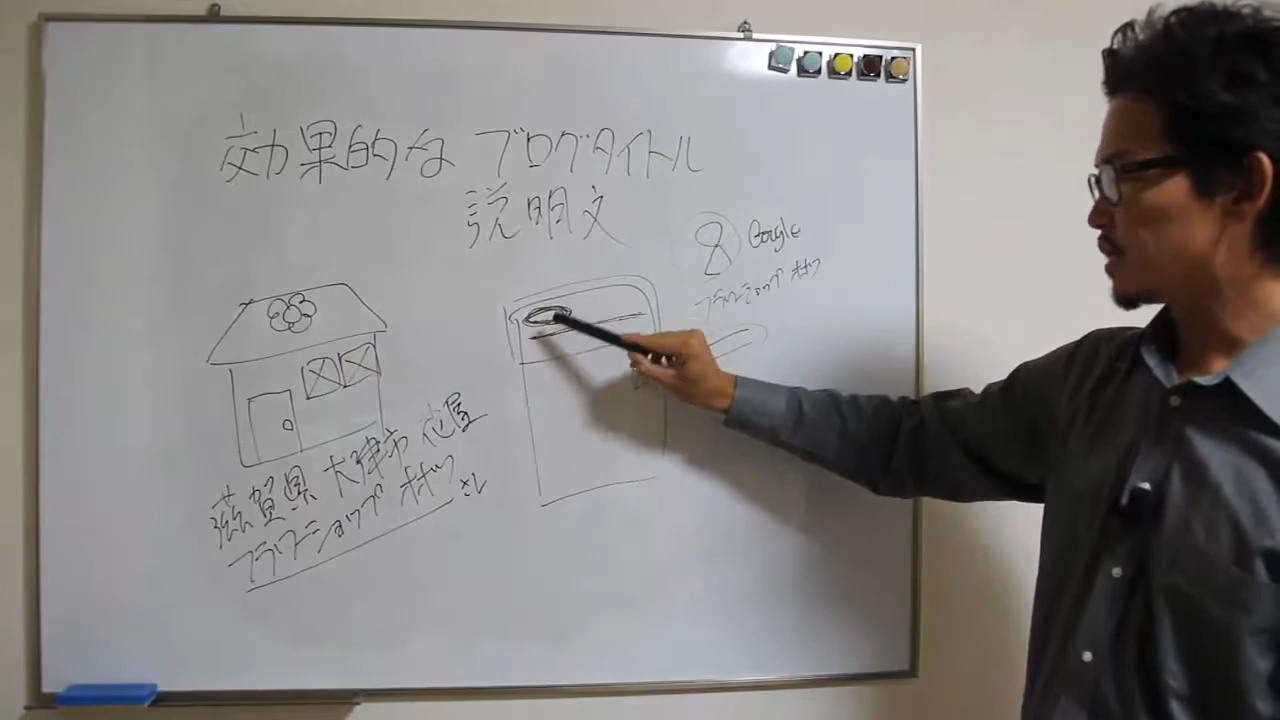 効果的な ブログタイトル
説明文
8 Google
フラワーショップ オオツ
滋賀県 大津市 花屋
フラワーショップ オオツ さん